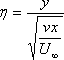 η = y / √(νx / U∞)